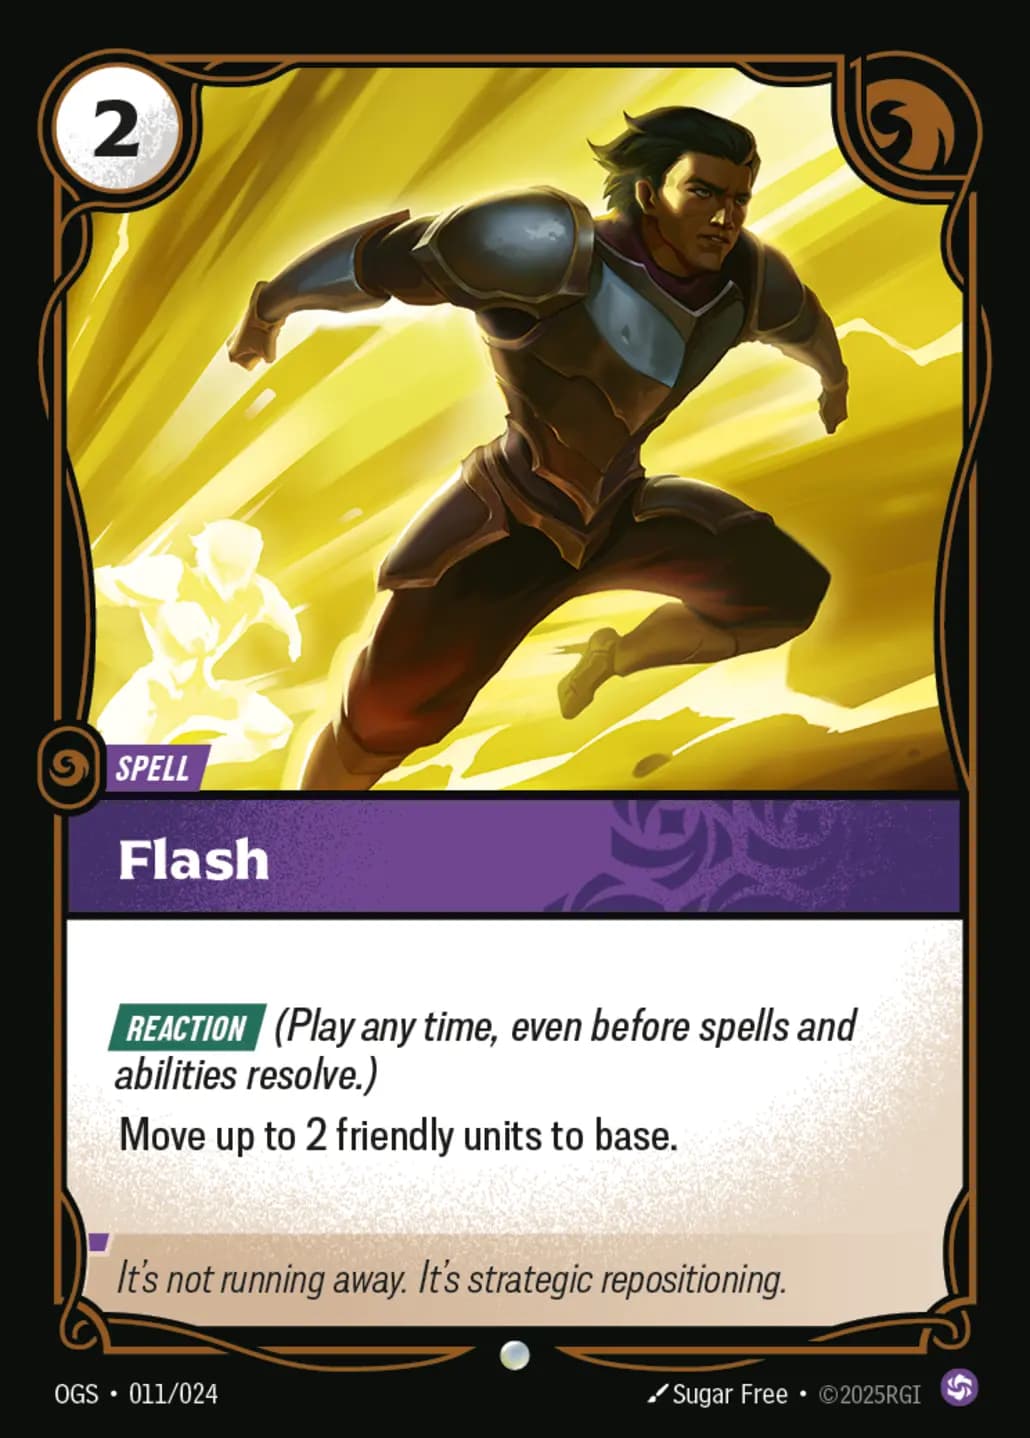 2
SPELL
Flash
REACTION (Play any time, even before spells and
abilities resolve.)
Move up to 2 friendly units to base.
It's not running away. It's strategic repositioning.
OGS • 011/024
Sugar Free • ©2025RGI